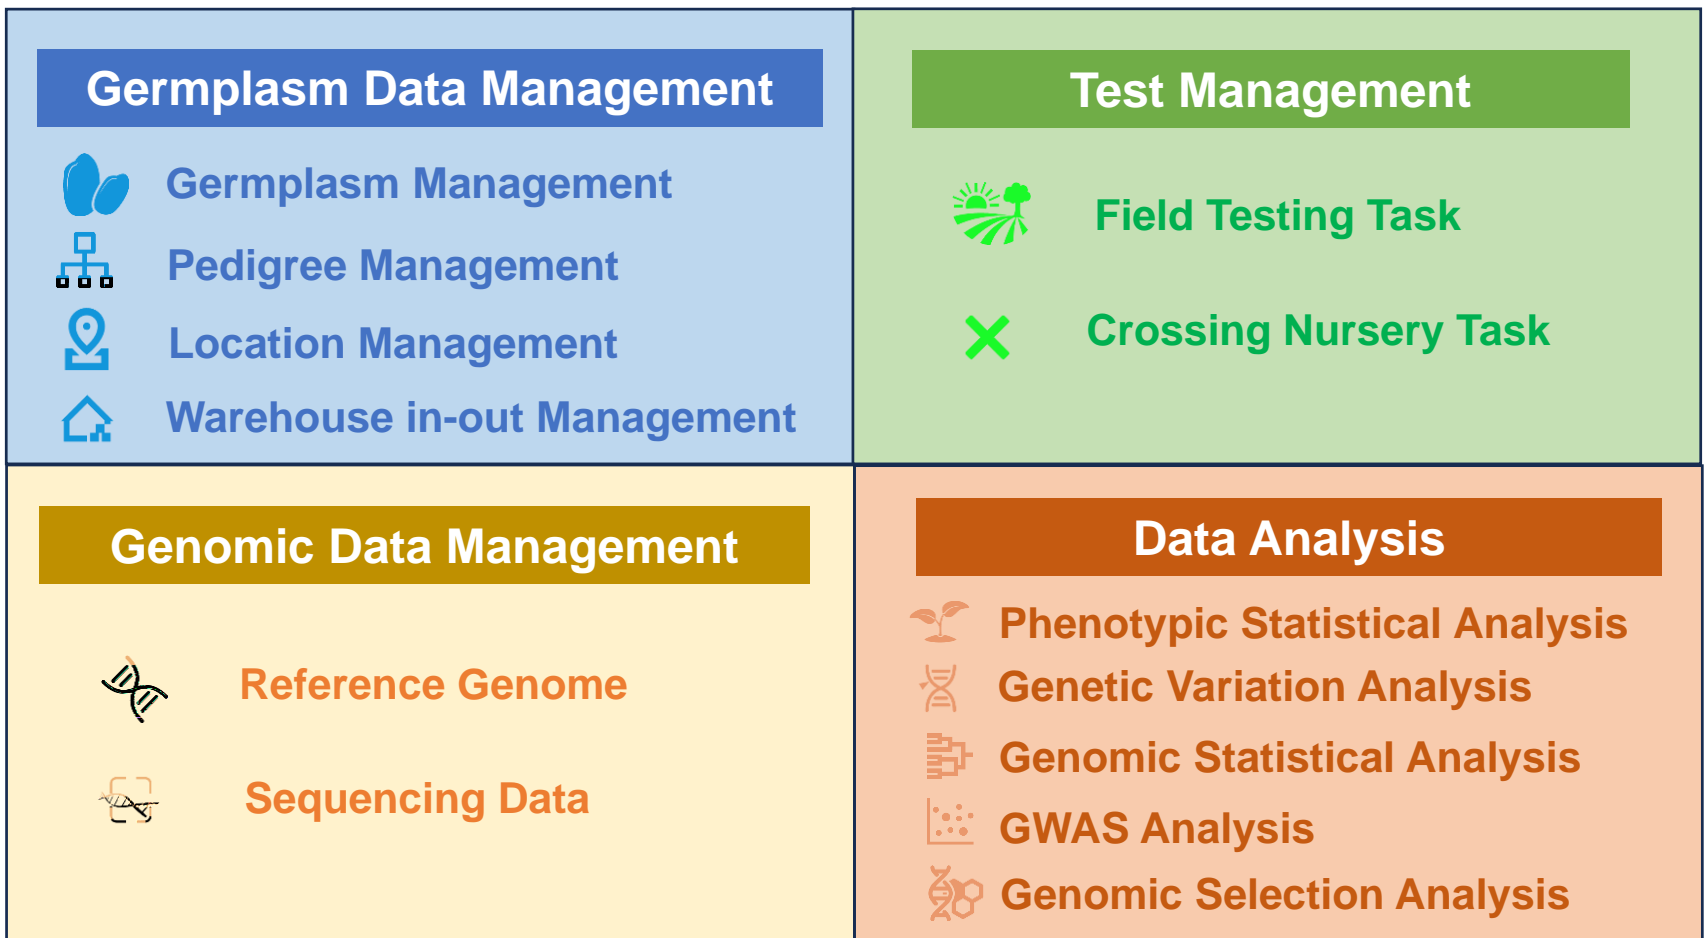 Germplasm Data Management
Germplasm Management
Pedigree Management
Location Management
Warehouse in-out Management
Test Management
Field Testing Task
Crossing Nursery Task
Genomic Data Management
Reference Genome
Sequencing Data
Data Analysis
Phenotypic Statistical Analysis
Genetic Variation Analysis
Genomic Statistical Analysis
GWAS Analysis
Genomic Selection Analysis